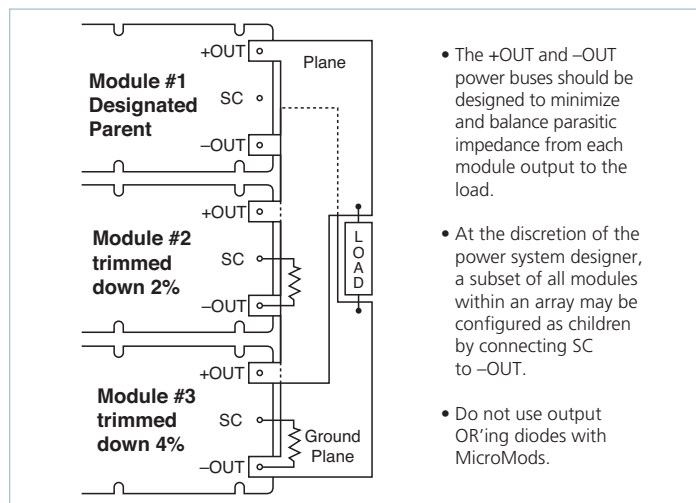 +OUT
Plane
Module #1
Designated
Parent
SC
–OUT
+OUT
Module #2
trimmed
down 2%
SC
–OUT
LOAD
+OUT
Module #3
trimmed
down 4%
SC
Ground
Plane
–OUT
• The +OUT and –OUT
power buses should be
designed to minimize
and balance parasitic
impedance from each
module output to the
load.
• At the discretion of the
power system designer,
a subset of all modules
within an array may be
configured as children
by connecting SC
to –OUT.
• Do not use output
OR'ing diodes with
MicroMods.